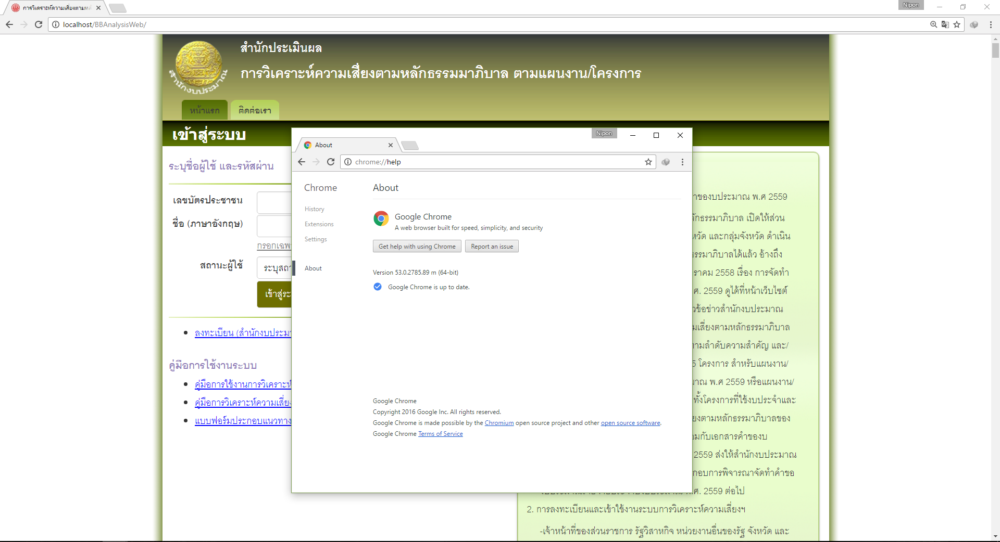 การวิเคราะห์ความเสี่ยงตามหลั
Nipon
localhost/BBAnalysisWeb/
สำนักงบประมาณ
สำนักประเมินผล
การวิเคราะห์ความเสี่ยงตามหลักธรรมมาภิบาล ตามแผนงาน/โครงการ
หน้าแรก
ติดต่อเรา
เข้าสู่ระบบ
ระบุชื่อผู้ใช้ และรหัสผ่าน
เลขบัตรประชาชน
ชื่อ (ภาษาอังกฤษ)
กรอกเฉพ
สถานะผู้ใช้
ระบุสถา
เข้าสู่ระ
ลงทะเบียน (สำนักงบประมา
คู่มือการใช้งานระบบ
คู่มือการใช้งานการวิเคราะห์
คู่มือการวิเคราะห์ความเสี่ยง
แบบฟอร์มประกอบแนวทาง
Nipon
About
chrome://help
Chrome
History
Extensions
Settings
About
About
Google Chrome
A web browser built for speed, simplicity, and security
Get help with using Chrome
Report an issue
Version 53.0.2785.89 m (64-bit)
Google Chrome is up to date.
Google Chrome
Copyright 2016 Google Inc. All rights reserved.
Google Chrome is made possible by the Chromium open source project and other open source software.
Google Chrome Terms of Service
าของบประมาณ พ.ศ 2559
ักธรรมาภิบาล เปิดให้ส่วน
หวัด และกลุ่มจังหวัด ดำเนิน
ธรรมาภิบาลได้แล้ว อ้างถึง
ราคม 2558 เรื่อง การจัดทำ
ศ. 2559 ดูได้ที่หน้าเว็บไซต์
วข้อข่าวสำนักงบประมาณ
มเสี่ยงตามหลักธรรมาภิบาล
ตามลำดับความสำคัญ และ/
5 โครงการ สำหรับแผนงาน/
มาณ พ.ศ 2559 หรือแผนงาน/
ทั้งโครงการที่ใช้งบประจำและ
ยงตามหลักธรรมาภิบาลของ
อมกับเอกสารคำของบ
2559 ส่งให้สำนักงบประมาณ
กอบการพิจารณาจัดทำคำขอ
ศ. 2559 ต่อไป
2. การลงทะเบียนและเข้าใช้งานระบบการวิเคราะห์ความเสี่ยงฯ
-เจ้าหน้าที่ของส่วนราชการ รัฐวิสาหกิจ หน่วยงานอื่นของรัฐ จังหวัด และ